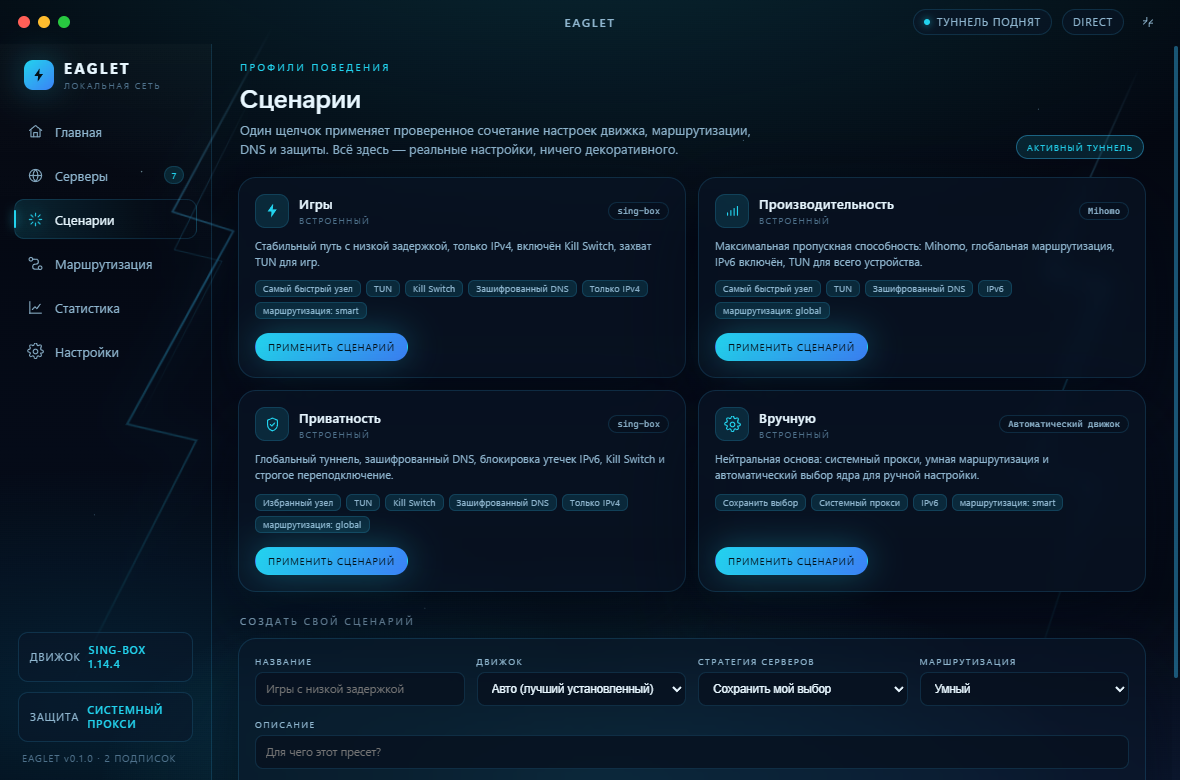 EAGLET
ТУННЕЛЬ ПОДНЯТ
DIRECT
EAGLET
ЛОКАЛЬНАЯ СЕТЬ
Главная
Серверы
7
Сценарии
Маршрутизация
Статистика
Настройки
ДВИЖОК
SING-BOX
1.14.4
ЗАЩИТА
СИСТЕМНЫЙ
ПРОКСИ
EAGLET v0.1.0 · 2 ПОДПИСОК
ПРОФИЛИ ПОВЕДЕНИЯ
Сценарии
Один щелчок применяет проверенное сочетание настроек движка, маршрутизации,
DNS и защиты. Всё здесь — реальные настройки, ничего декоративного.
АКТИВНЫЙ ТУННЕЛЬ
Игры
ВСТРОЕННЫЙ
sing-box
Стабильный путь с низкой задержкой, только IPv4, включён Kill Switch, захват
TUN для игр.
Самый быстрый узел
TUN
Kill Switch
Зашифрованный DNS
Только IPv4
маршрутизация: smart
ПРИМЕНИТЬ СЦЕНАРИЙ
Производительность
ВСТРОЕННЫЙ
Mihomo
Максимальная пропускная способность: Mihomo, глобальная маршрутизация,
IPv6 включён, TUN для всего устройства.
Самый быстрый узел
TUN
Зашифрованный DNS
IPv6
маршрутизация: global
ПРИМЕНИТЬ СЦЕНАРИЙ
Приватность
ВСТРОЕННЫЙ
sing-box
Глобальный туннель, зашифрованный DNS, блокировка утечек IPv6, Kill Switch и
строгое переподключение.
Избранный узел
TUN
Kill Switch
Зашифрованный DNS
Только IPv4
маршрутизация: global
ПРИМЕНИТЬ СЦЕНАРИЙ
Вручную
ВСТРОЕННЫЙ
Автоматический движок
Нейтральная основа: системный прокси, умная маршрутизация и
автоматический выбор ядра для ручной настройки.
Сохранить выбор
Системный прокси
IPv6
маршрутизация: smart
ПРИМЕНИТЬ СЦЕНАРИЙ
СОЗДАТЬ СВОЙ СЦЕНАРИЙ
НАЗВАНИЕ
Игры с низкой задержкой
ДВИЖОК
Авто (лучший установленный)
СТРАТЕГИЯ СЕРВЕРОВ
Сохранить мой выбор
МАРШРУТИЗАЦИЯ
Умный
ОПИСАНИЕ
Для чего этот пресет?